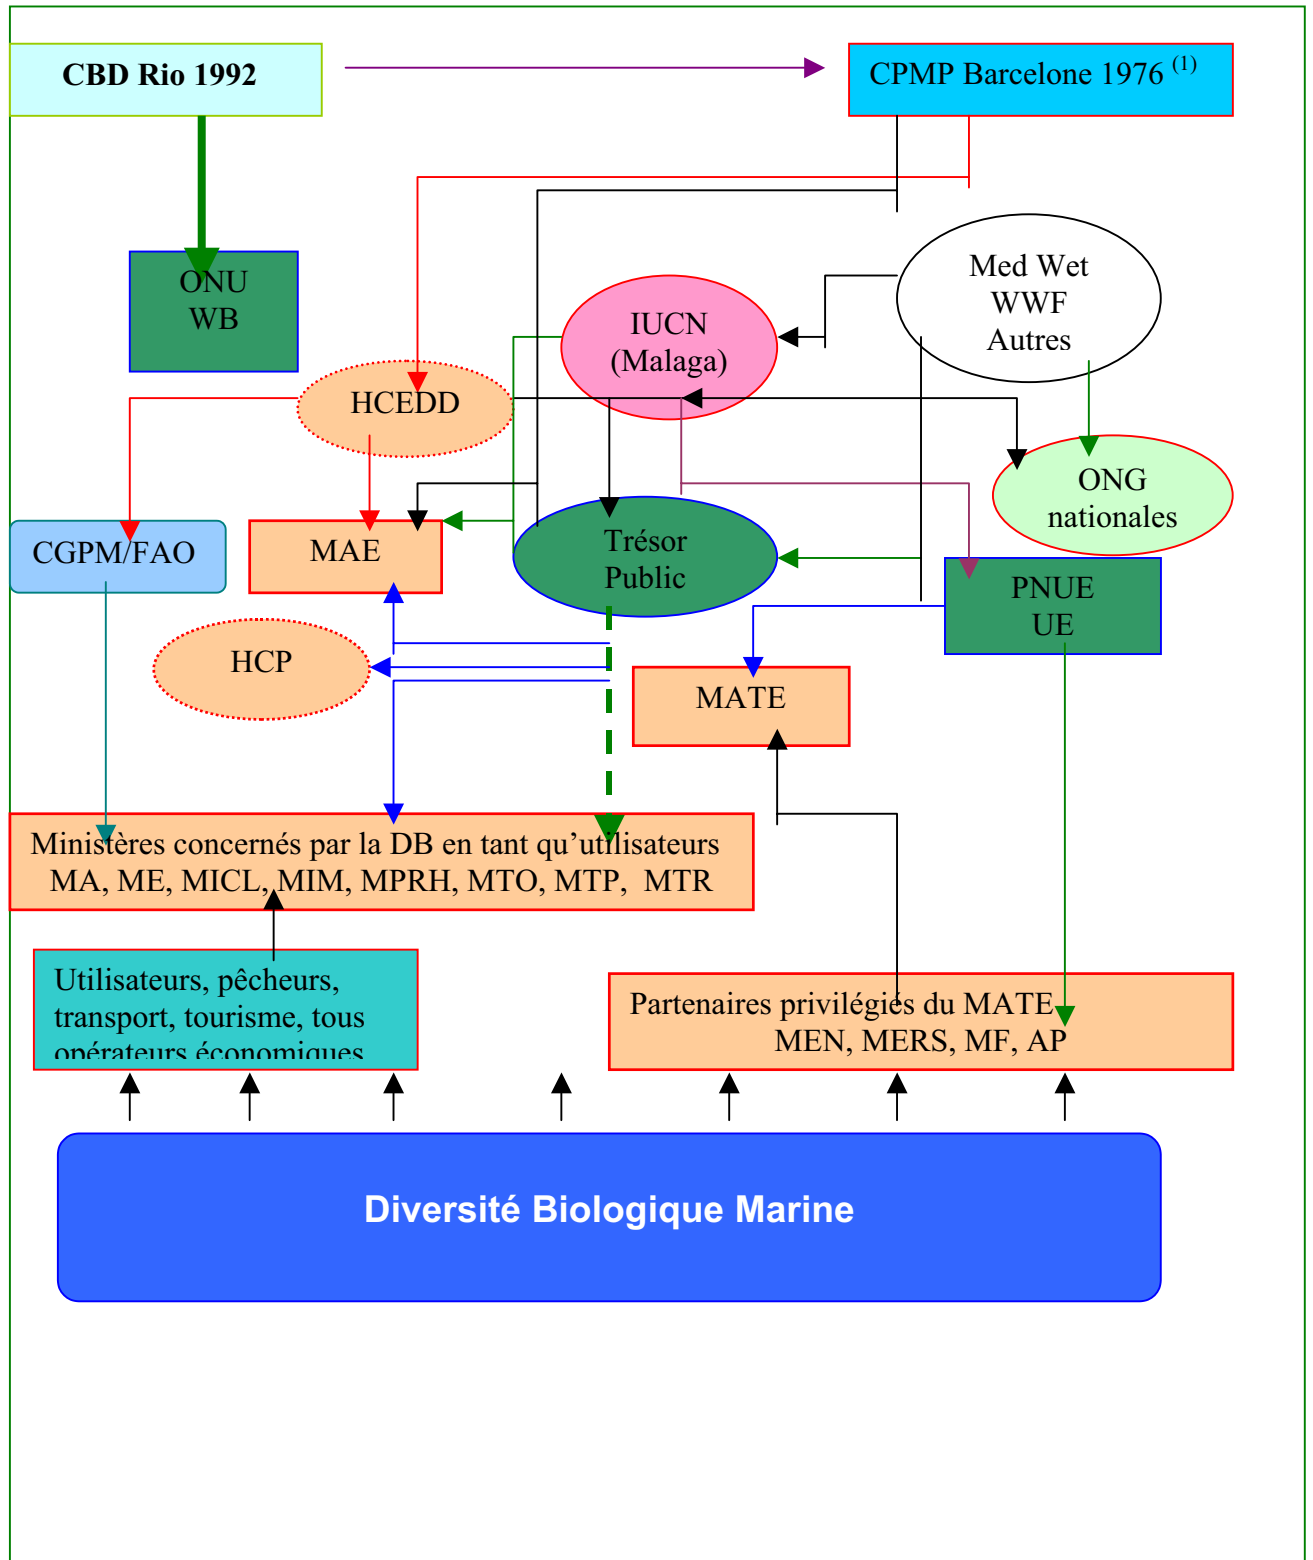 CBD Rio 1992
CPMP Barcelone 1976 (1)
ONU
WB
Med Wet
WWF
Autres
IUCN
(Malaga)
HCEDD
ONG
nationales
CGPM/FAO
MAE
Trésor
Public
PNUE
UE
HCP
MATE
Ministères concernés par la DB en tant qu’utilisateurs
MA, ME, MICL, MIM, MPRH, MTO, MTP, MTR
Utilisateurs, pêcheurs,
transport, tourisme, tous
opérateurs économiques
Partenaires privilégiés du MATE
MEN, MERS, MF, AP
Diversité Biologique Marine